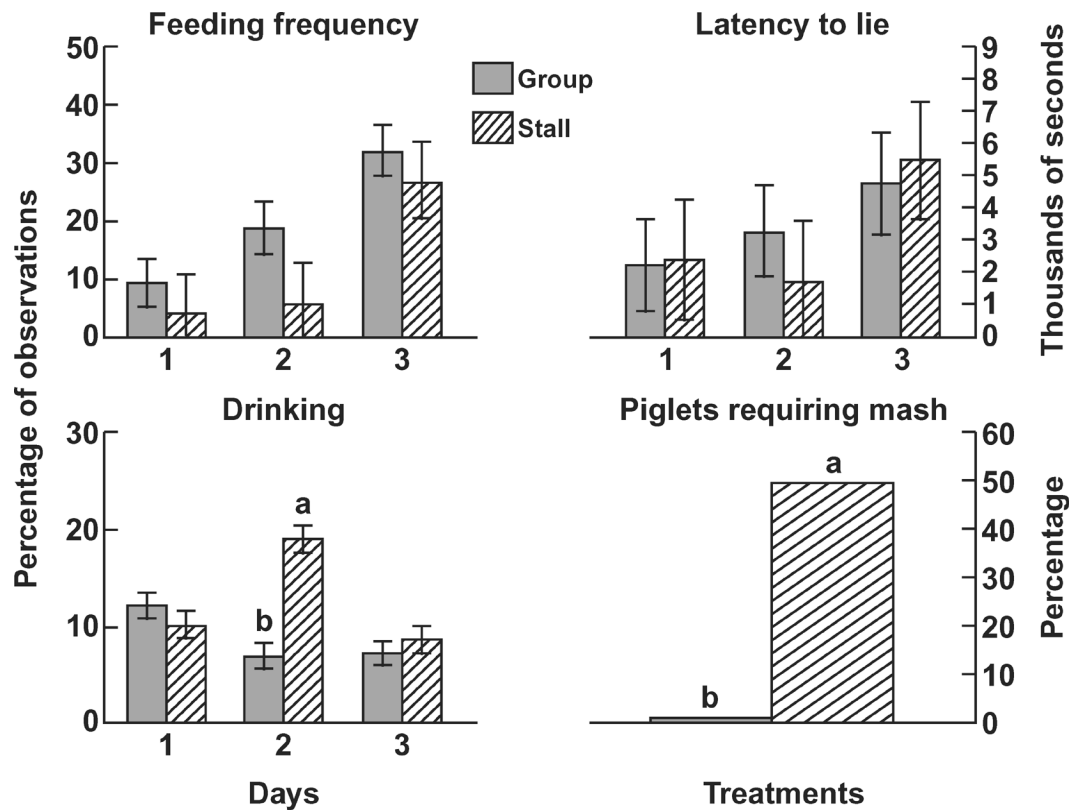 Feeding frequency
Percentage of observations
50
40
30
20
10
0
1 2 3
Group
Stall
Latency to lie
9
8
7
6
5
4
3
2
1
0
Thousands of seconds
1 2 3
Drinking
30
20
10
0
b
a
1 2 3
Days
Piglets requiring mash
60
50
40
30
20
10
0
Percentage
b
a
Treatments